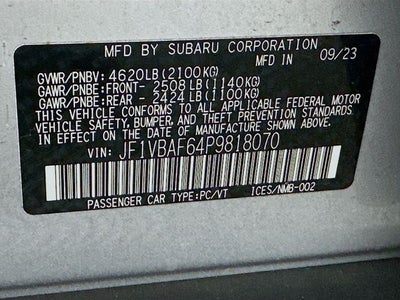 MFD BY SUBARU CORPORATION
MFD IN 09/23
GVWR/PNBV: 4620LB(2100KG)
GAWR/PNBE:FRONT- 2508LB(1140KG)
GAWR/PNBE:REAR - 2424LB(1100KG)
THIS VEHICLE CONFORMS TO ALL APPLICABLE FEDERAL MOTOR
VEHICLE SAFETY, BUMPER, AND THEFT PREVENTION STANDARDS
IN EFFECT ON DATE OF MANUFACTURE SHOWN ABOVE.
VIN: JF1VBAF64P9818070
PASSENGER CAR TYPE:PC/VT ICES/NMB-002